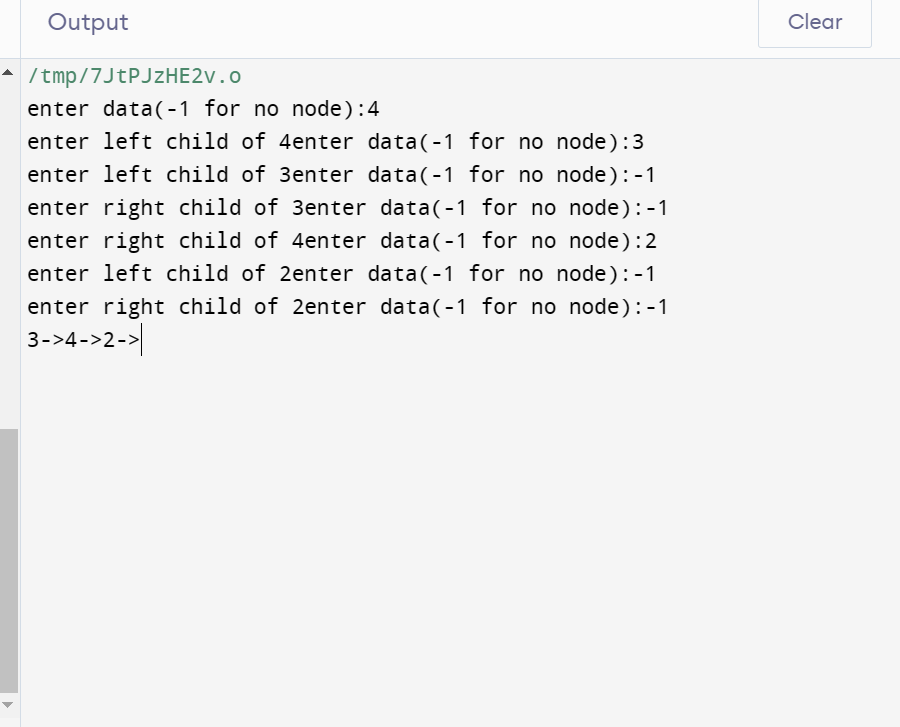 Output
Clear
/tmp/7JtPJzHE2v.o
enter data(-1 for no node):4
enter left child of 4enter data(-1 for no node):3
enter left child of 3enter data(-1 for no node):-1
enter right child of 3enter data(-1 for no node):-1
enter right child of 4enter data(-1 for no node):2
enter left child of 2enter data(-1 for no node):-1
enter right child of 2enter data(-1 for no node):-1
3->4->2->